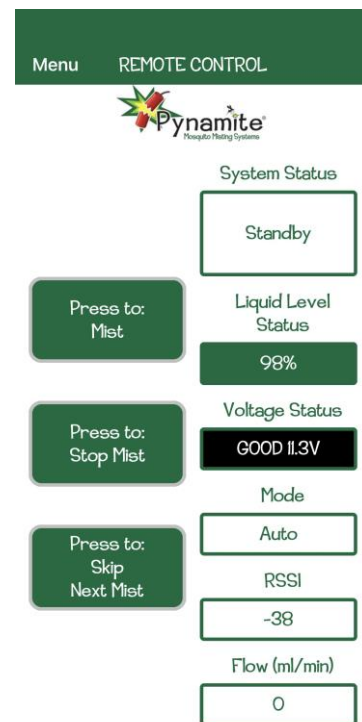 Menu REMOTE CONTROL
Pynamite
Mosquito Misting Systems
System Status
Standby
Press to:
Mist
Liquid Level
Status
98%
Press to:
Stop Mist
Voltage Status
GOOD 11.3V
Mode
Auto
Press to:
Skip
Next Mist
RSSI
-38
Flow (ml/min)
0